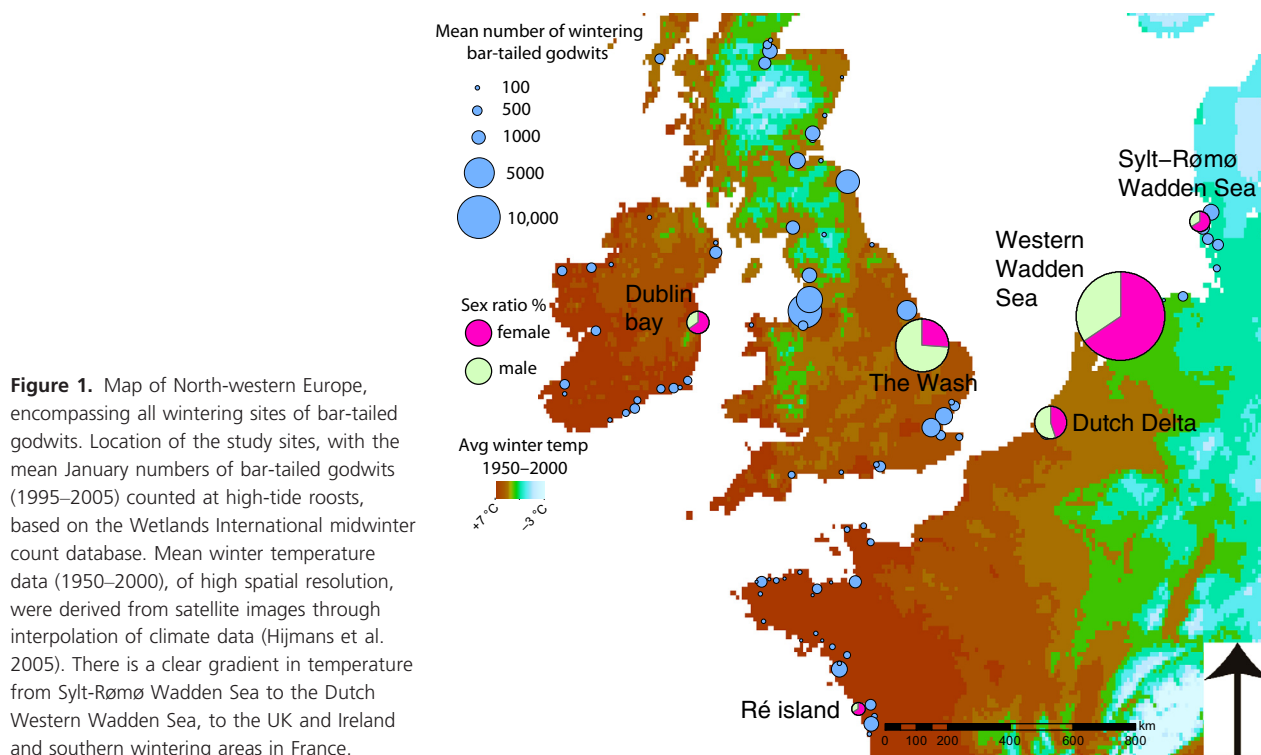 Mean number of wintering
bar-tailed godwits
100
500
1000
5000
10,000
Sex ratio %
female
male
Avg winter temp
1950–2000
+7 °C
–3 °C
Sylt–Rømø
Wadden Sea
Western
Wadden
Sea
Dublin
bay
The Wash
Dutch Delta
Ré island
km
0 200 400 600 800
Figure 1. Map of North-western Europe,
encompassing all wintering sites of bar-tailed
godwits. Location of the study sites, with the
mean January numbers of bar-tailed godwits
(1995–2005) counted at high-tide roosts,
based on the Wetlands International midwinter
count database. Mean winter temperature
data (1950–2000), of high spatial resolution,
were derived from satellite images through
interpolation of climate data (Hijmans et al.
2005). There is a clear gradient in temperature
from Sylt-Rømø Wadden Sea to the Dutch
Western Wadden Sea, to the UK and Ireland
and southern wintering areas in France.